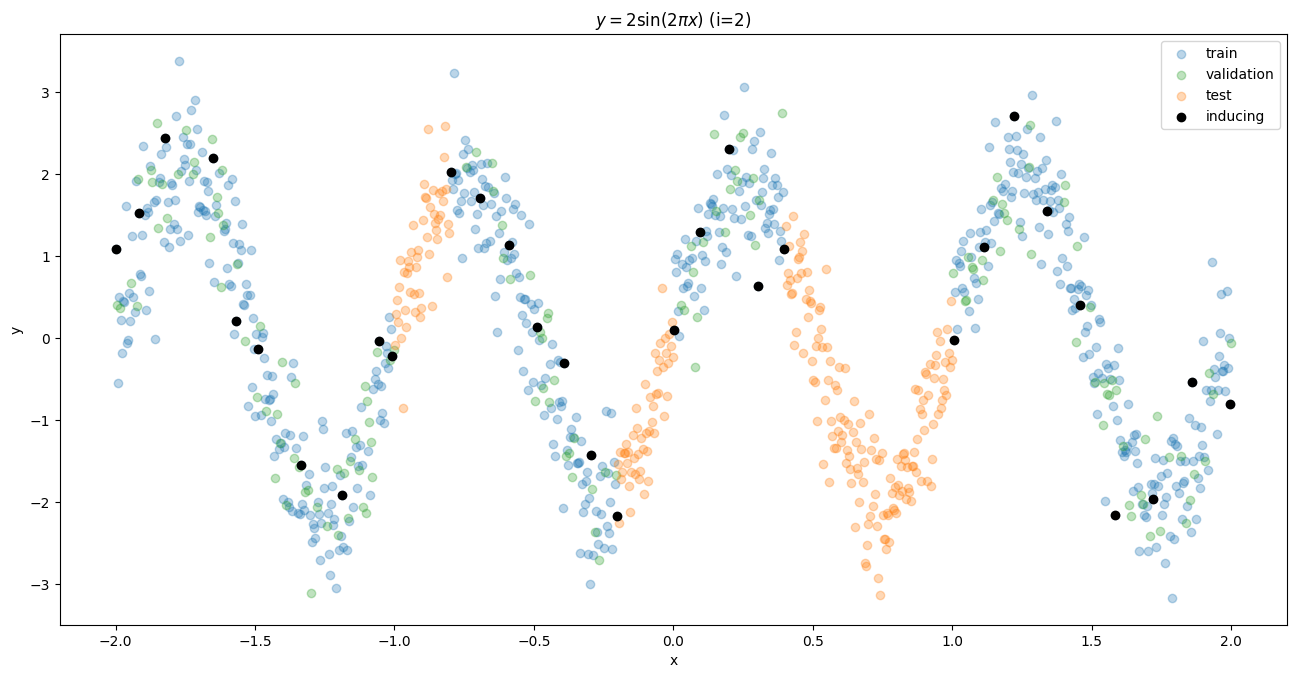 y = 2sin(2πx) (i=2)
train
validation
test
inducing
y
3
2
1
0
−1
−2
−3
−2.0 −1.5 −1.0 −0.5 0.0 0.5 1.0 1.5 2.0
x